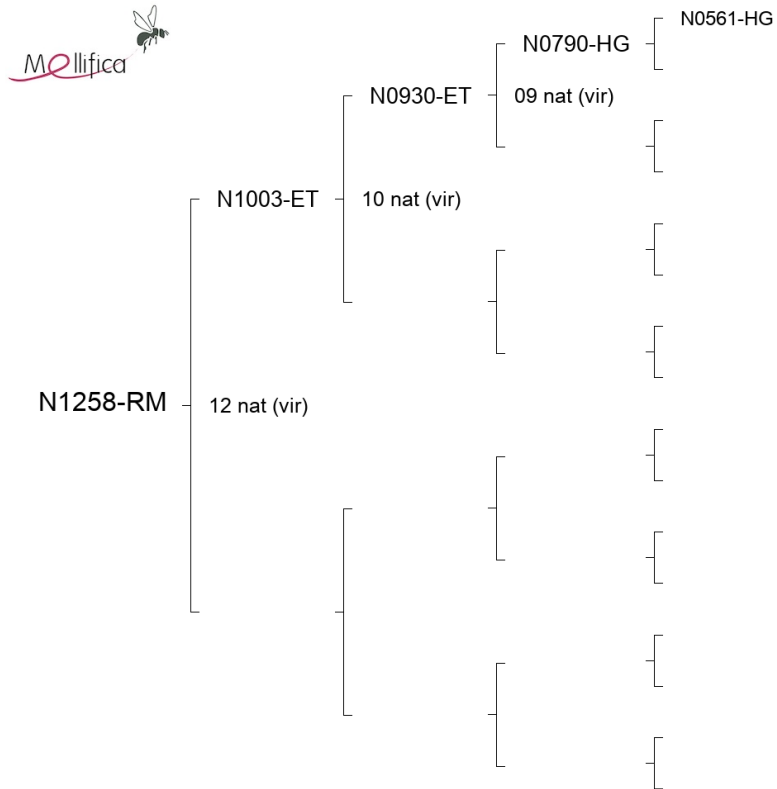 Mellifica
N0561-HG
N0790-HG
N0930-ET
09 nat (vir)
N1003-ET
10 nat (vir)
N1258-RM
12 nat (vir)